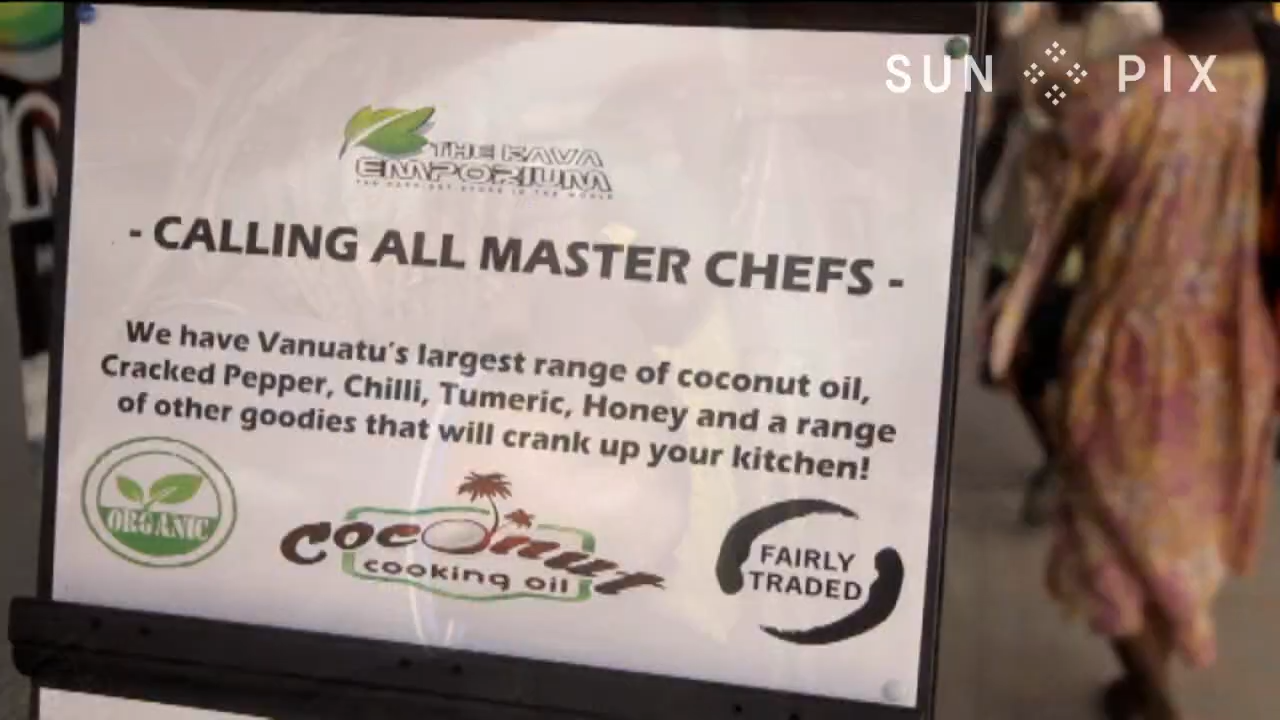 SUN PIX
THE KAVA
EMPORIUM
- CALLING ALL MASTER CHEFS -
We have Vanuatu's largest range of coconut oil,
Cracked Pepper, Chilli, Tumeric, Honey and a range
of other goodies that will crank up your kitchen!
ORGANIC
coconut
cooking oil
FAIRLY
TRADED